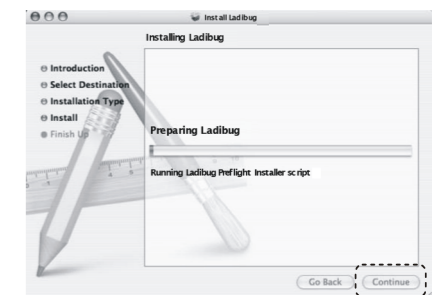 Install Ladibug
Installing Ladibug
Introduction
Select Destination
Installation Type
Install
Finish Up
Preparing Ladibug
Running Ladibug Preflight Installer script
Go Back
Continue